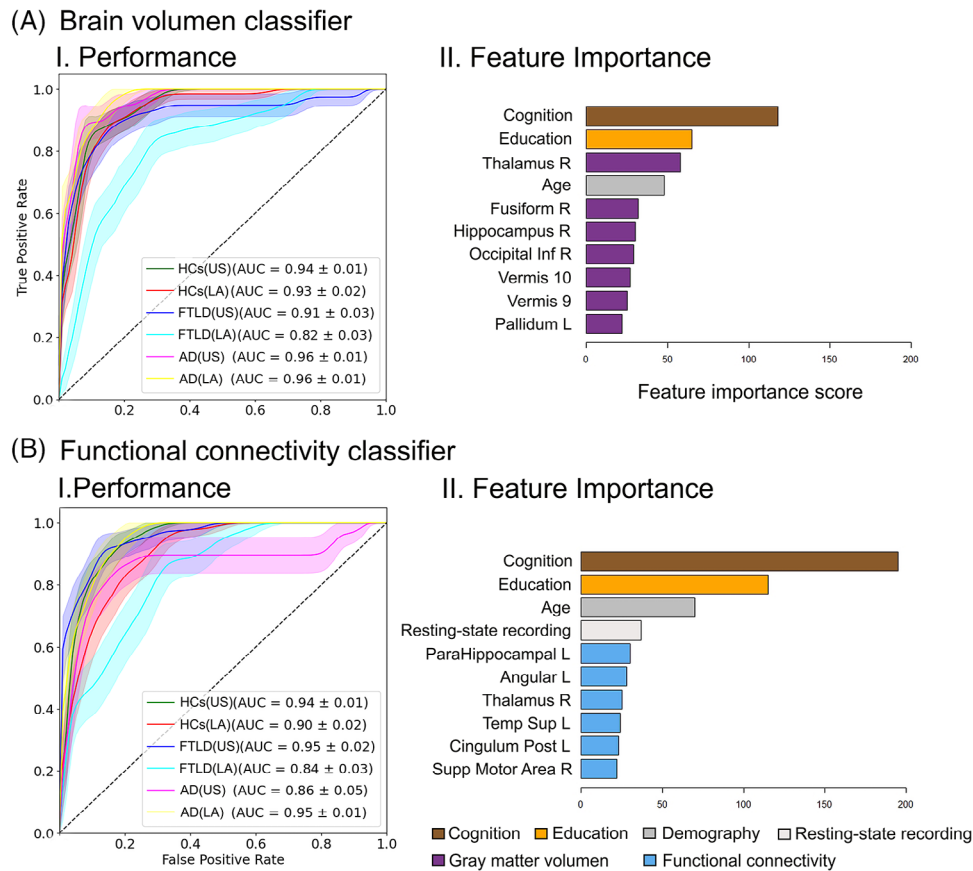 (A) Brain volumen classifier
I. Performance
1.0
0.8
0.6
0.4
0.2
0.0
True Positive Rate
0.2 0.4 0.6 0.8 1.0
HCs(US)(AUC = 0.94 ± 0.01)
HCs(LA)(AUC = 0.93 ± 0.02)
FTLD(US)(AUC = 0.91 ± 0.03)
FTLD(LA)(AUC = 0.82 ± 0.03)
AD(US) (AUC = 0.96 ± 0.01)
AD(LA) (AUC = 0.96 ± 0.01)
II. Feature Importance
Cognition
Education
Thalamus R
Age
Fusiform R
Hippocampus R
Occipital Inf R
Vermis 10
Vermis 9
Pallidum L
0 50 100 150 200
Feature importance score
(B) Functional connectivity classifier
I.Performance
1.0
0.8
0.6
0.4
0.2
0.0
0.2 0.4 0.6 0.8 1.0
False Positive Rate
HCs(US)(AUC = 0.94 ± 0.01)
HCs(LA)(AUC = 0.90 ± 0.02)
FTLD(US)(AUC = 0.95 ± 0.02)
FTLD(LA)(AUC = 0.84 ± 0.03)
AD(US) (AUC = 0.86 ± 0.05)
AD(LA) (AUC = 0.95 ± 0.01)
II. Feature Importance
Cognition
Education
Age
Resting-state recording
ParaHippocampal L
Angular L
Thalamus R
Temp Sup L
Cingulum Post L
Supp Motor Area R
0 50 100 150 200
Cognition Education Demography Resting-state recording
Gray matter volumen Functional connectivity